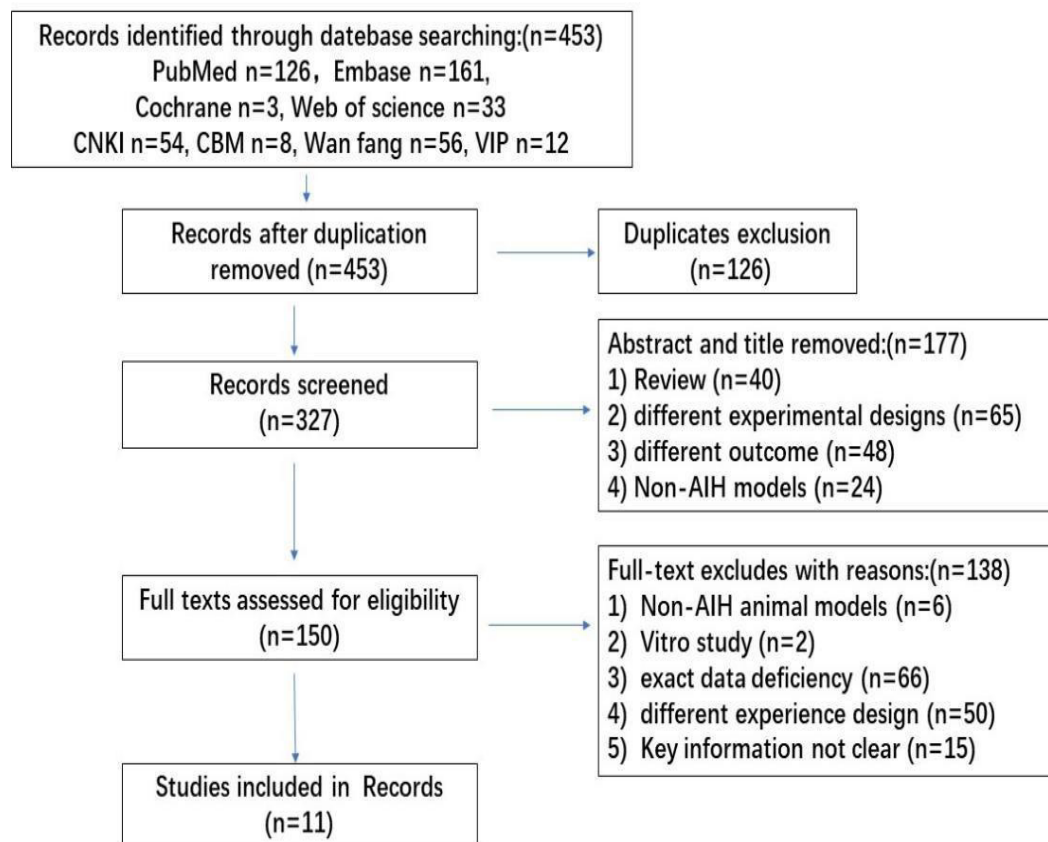 Records identified through datebase searching:(n=453)
PubMed n=126，Embase n=161,
Cochrane n=3, Web of science n=33
CNKI n=54, CBM n=8, Wan fang n=56, VIP n=12
Records after duplication
removed (n=453)
Duplicates exclusion
(n=126)
Records screened
(n=327)
Abstract and title removed:(n=177)
1) Review (n=40)
2) different experimental designs (n=65)
3) different outcome (n=48)
4) Non-AIH models (n=24)
Full texts assessed for eligibility
(n=150)
Full-text excludes with reasons:(n=138)
1) Non-AIH animal models (n=6)
2) Vitro study (n=2)
3) exact data deficiency (n=66)
4) different experience design (n=50)
5) Key information not clear (n=15)
Studies included in Records
(n=11)